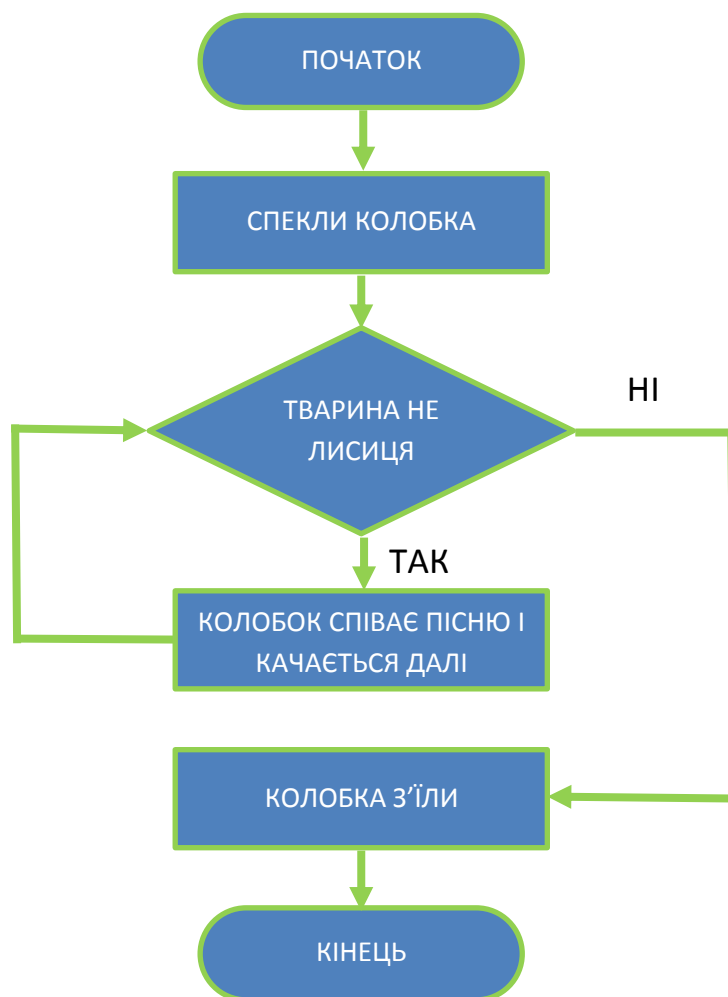 ПОЧАТОК
СПЕКЛИ КОЛОБКА
ТВАРИНА НЕ
ЛИСИЦЯ
НІ
ТАК
КОЛОБОК СПІВАЄ ПІСНЮ І
КАЧАЄТЬСЯ ДАЛІ
КОЛОБКА З’ЇЛИ
КІНЕЦЬ